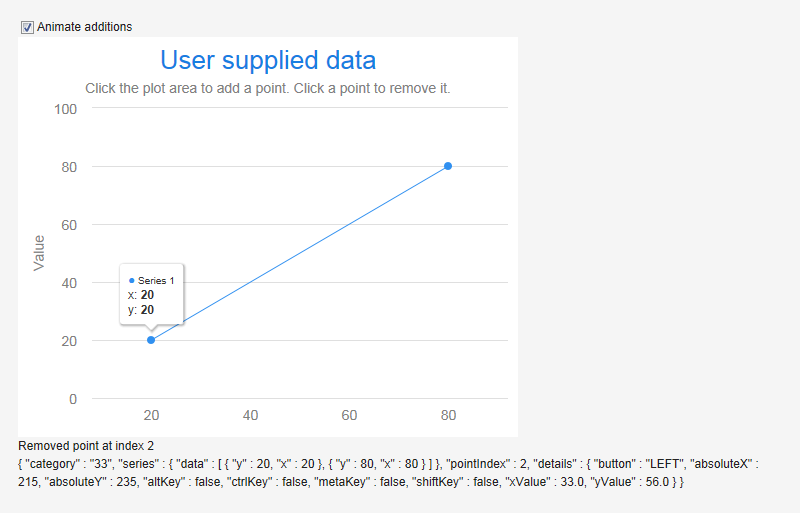 Animate additions
User supplied data
Click the plot area to add a point. Click a point to remove it.
100
80
60
40
20
0
Value
Series 1
x: 20
y: 20
20
40
60
80
Removed point at index 2
{ "category" : "33", "series" : { "data" : [ { "y" : 20, "x" : 20 }, { "y" : 80, "x" : 80 } ] }, "pointIndex" : 2, "details" : { "button" : "LEFT", "absoluteX" :
215, "absoluteY" : 235, "altKey" : false, "ctrlKey" : false, "metaKey" : false, "shiftKey" : false, "xValue" : 33.0, "yValue" : 56.0 } }